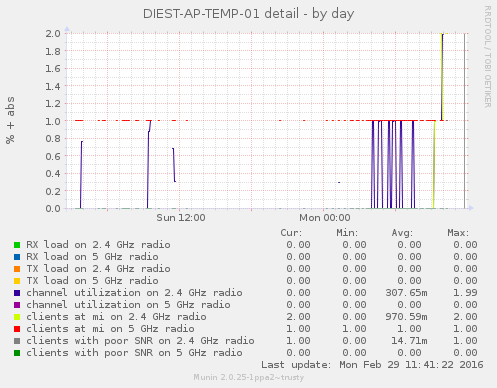 DIEST-AP-TEMP-01 detail - by day
RRDTOOL / TOBI OETIKER
% + abs
2.0
1.8
1.6
1.4
1.2
1.0
0.8
0.6
0.4
0.2
0.0
Sun 12:00 Mon 00:00
Cur: Min: Avg: Max:
RX load on 2.4 GHz radio 0.00 0.00 0.00 0.00
RX load on 5 GHz radio 0.00 0.00 0.00 0.00
TX load on 2.4 GHz radio 0.00 0.00 0.00 0.00
TX load on 5 GHz radio 0.00 0.00 0.00 0.00
channel utilization on 2.4 GHz radio 0.00 0.00 307.65m 1.99
channel utilization on 5 GHz radio 0.00 0.00 0.00 0.00
clients at mi on 2.4 GHz radio 2.00 0.00 970.59m 2.00
clients at mi on 5 GHz radio 1.00 1.00 1.00 1.00
clients with poor SNR on 2.4 GHz radio 1.00 0.00 14.71m 1.00
clients with poor SNR on 5 GHz radio 0.00 0.00 0.00 0.00
Last update: Mon Feb 29 11:41:22 2016
Munin 2.0.25-1ppa2~trusty